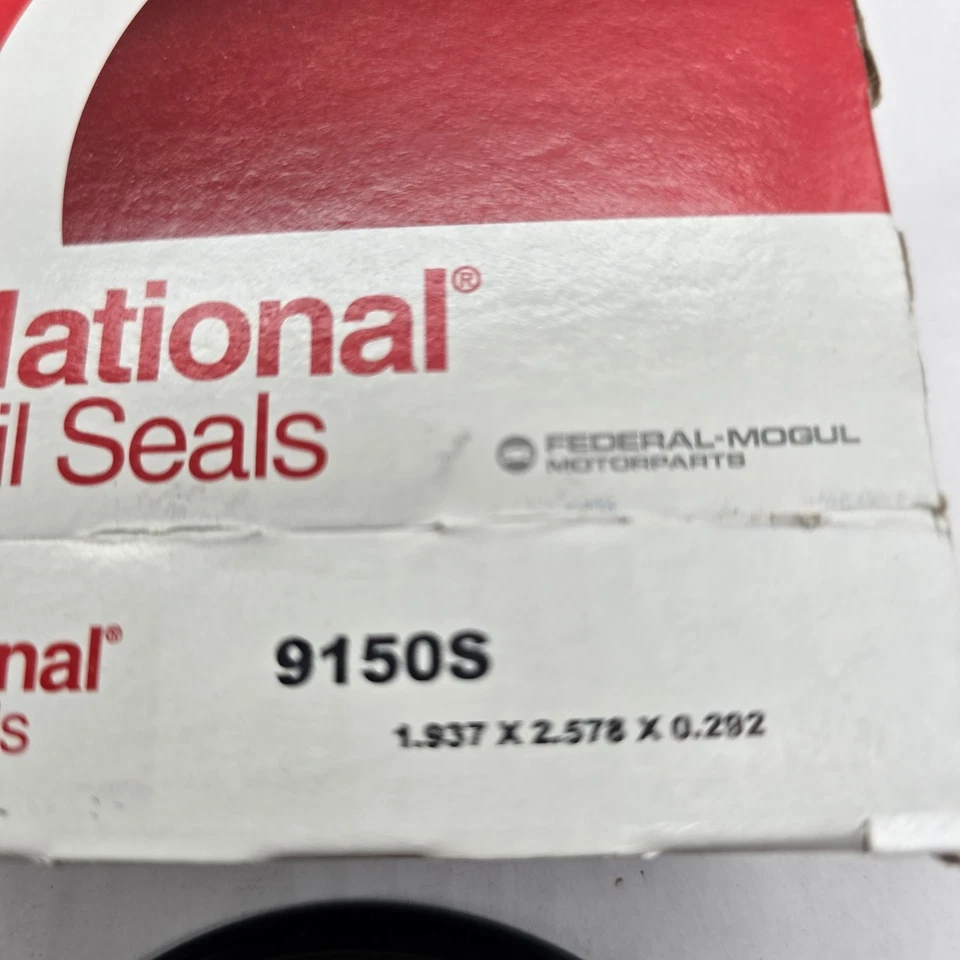 National®
il Seals
FEDERAL-MOGUL
MOTORPARTS
nal®
s
9150S
1.937 X 2.578 X 0.292